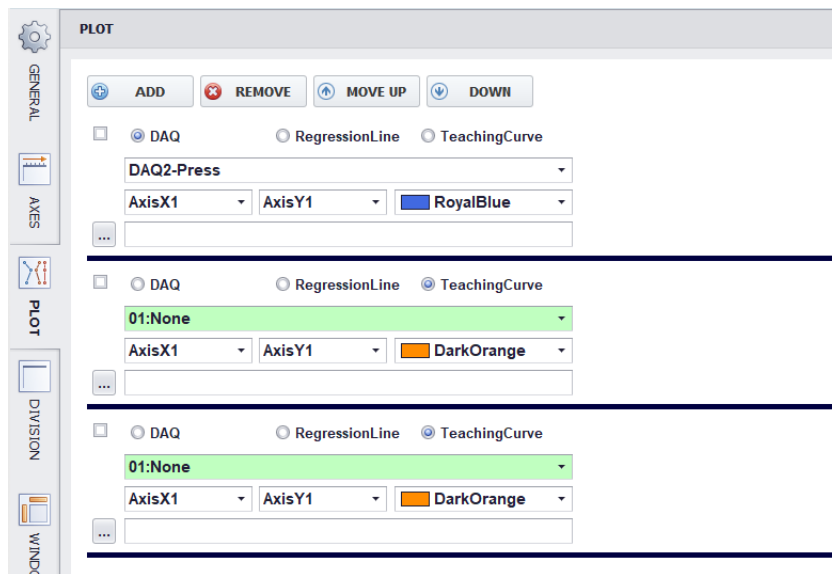 PLOT
GENERAL
AXES
PLOT
DIVISION
ADD REMOVE MOVE UP DOWN
DAQ RegressionLine TeachingCurve
DAQ2-Press
AxisX1 AxisY1 RoyalBlue
...
DAQ RegressionLine TeachingCurve
01:None
AxisX1 AxisY1 DarkOrange
...
DAQ RegressionLine TeachingCurve
01:None
AxisX1 AxisY1 DarkOrange
...